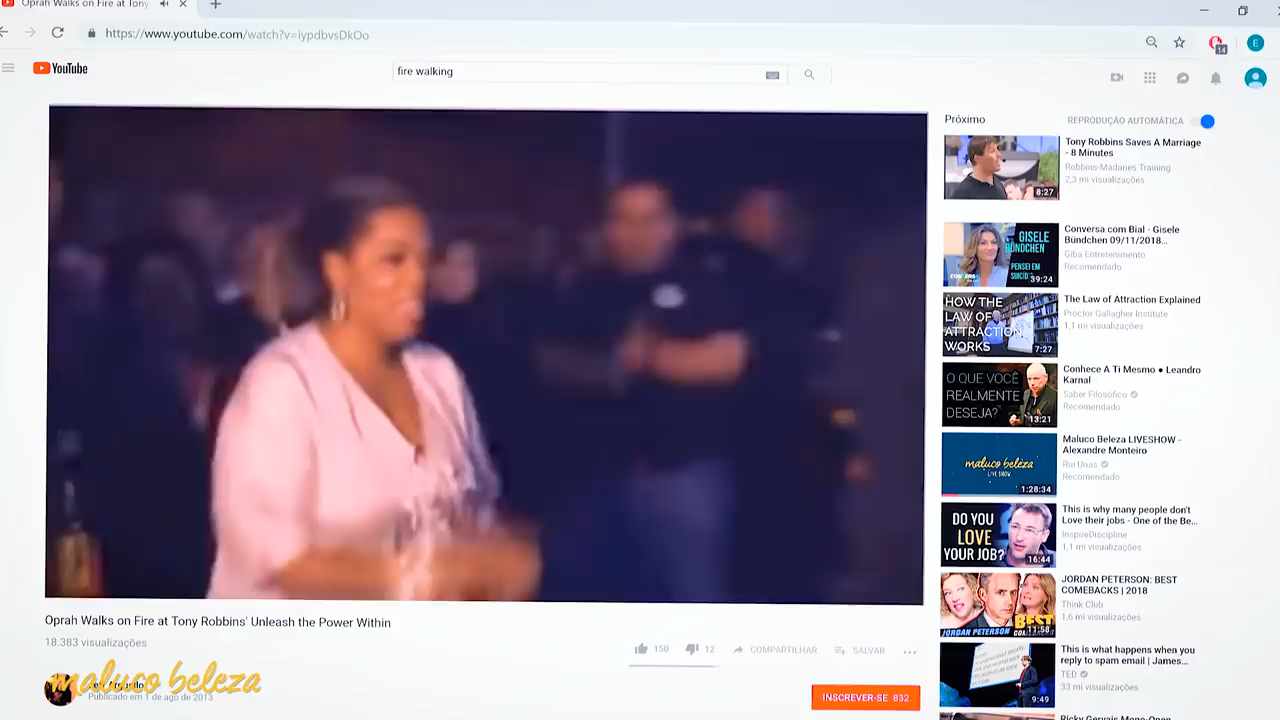 Oprah Walks on Fire at Tony
https://www.youtube.com/watch?v=iypdbvsDkOo
14
E
YouTube
fire walking
Próximo
REPRODUÇÃO AUTOMÁTICA
8:27
Tony Robbins Saves A Marriage
- 8 Minutes
Robbins-Madanes Training
2,3 mi visualizações
GISELE
BÜNDCHEN
PENSEI EM
39:24
Conversa com Bial - Gisele
Bündchen 09/11/2018...
Giba Entretenimento
Recomendado
HOW THE
LAW OF
ATTRACTION
WORKS
7:27
The Law of Attraction Explained
Proctor Gallagher Institute
1,1 mi visualizações
O QUE VOCÊ
REALMENTE
DESEJA?
13:21
Conhece A Ti Mesmo ● Leandro
Karnal
Saber Filosófico
Recomendado
maluco beleza
LIVE SHOW
1:28:34
Maluco Beleza LIVESHOW -
Alexandre Monteiro
Rui Unas
Recomendado
DO YOU
LOVE
YOUR JOB?
16:44
This is why many people don't
Love their jobs - One of the Be...
InspireDiscipline
1,1 mi visualizações
JORDAN PETERSON:
11:58
JORDAN PETERSON: BEST
COMEBACKS | 2018
Think Club
1,6 mi visualizações
9:49
This is what happens when you
reply to spam email | James...
TED
33 mi visualizações
Oprah Walks on Fire at Tony Robbins' Unleash the Power Within
18.383 visualizações
150
12
COMPARTILHAR
SALVAR
maluco beleza
Publicado em 1 de ago de 2013
INSCREVER-SE 832